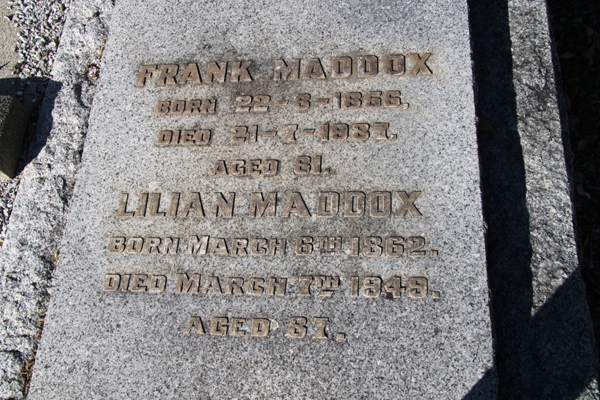 FRANK MADDOX
BORN 22-8-1855.
DIED 21-7-1937.
AGED 81.
LILIAN MADDOX
BORN MARCH 6TH 1862.
DIED MARCH 7TH 1949.
AGED 87.